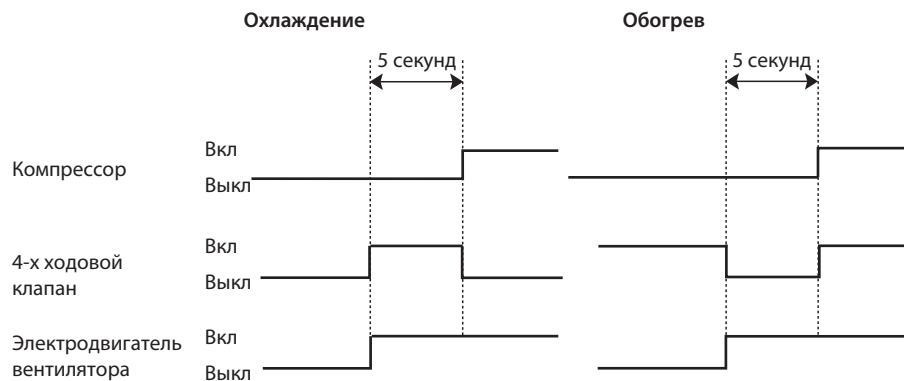 Охлаждение
Обогрев
5 секунд
5 секунд
Компрессор
Вкл
Выкл
4-х ходовой
клапан
Вкл
Выкл
Электродвигатель
вентилятора
Вкл
Выкл